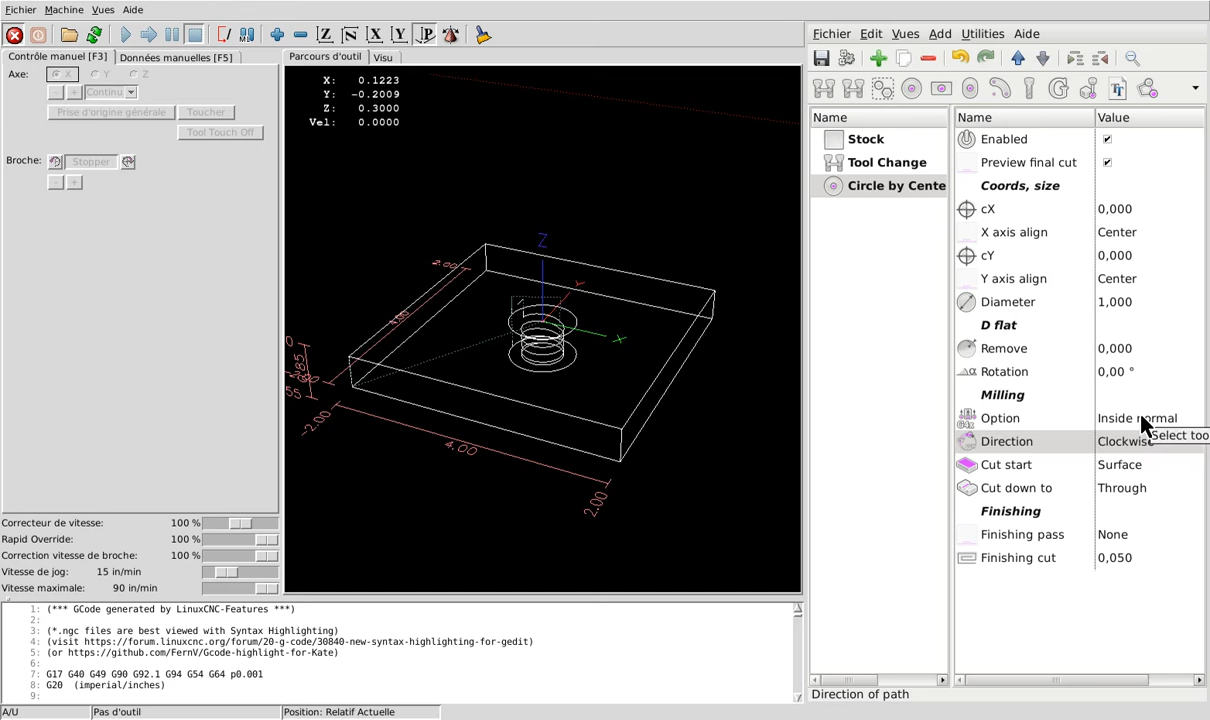 Fichier Machine Vues Aide
Contrôle manuel [F3] Données manuelles [F5]
Axe: X Y Z
- + Continu
Prise d'origine générale Toucher
Tool Touch Off
Broche: Stopper
- +
Correcteur de vitesse: 100 %
Rapid Override: 100 %
Correction vitesse de broche: 100 %
Vitesse de jog: 15 in/min
Vitesse maximale: 90 in/min
Parcours d'outil Visu
X: 0.1223
Y: -0.2009
Z: 0.3000
Vel: 0.0000
Z
Y
X
2.00
-2.00
4.00
2.00
1: (*** GCode generated by LinuxCNC-Features ***)
2:
3: (*.ngc files are best viewed with Syntax Highlighting)
4: (visit https://forum.linuxcnc.org/forum/20-g-code/30840-new-syntax-highlighting-for-gedit)
5: (or https://github.com/FernV/Gcode-highlight-for-Kate)
6:
7: G17 G40 G49 G90 G92.1 G94 G54 G64 p0.001
8: G20 (imperial/inches)
9:
A/U Pas d'outil Position: Relatif Actuelle
Fichier Edit Vues Add Utilities Aide
Name
Stock
Tool Change
Circle by Cente
Name Value
Enabled
Preview final cut
Coords, size
cX 0,000
X axis align Center
cY 0,000
Y axis align Center
Diameter 1,000
D flat
Remove 0,000
Rotation 0,00 °
Milling
Option Inside normal
Select too
Direction Clockwis
Cut start Surface
Cut down to Through
Finishing
Finishing pass None
Finishing cut 0,050
Direction of path